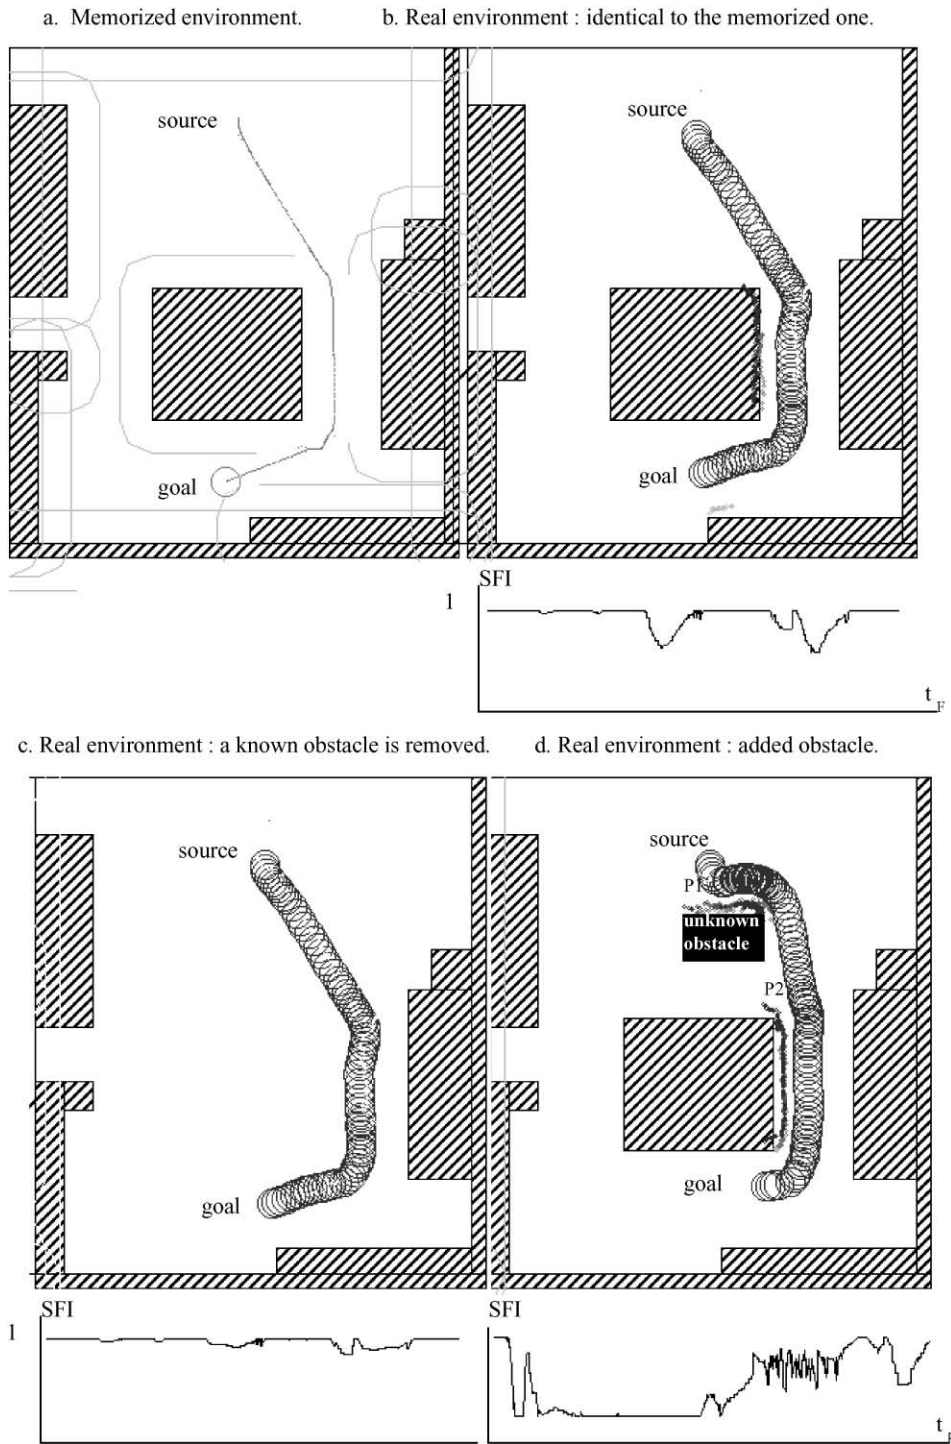 a. Memorized environment.
b. Real environment : identical to the memorized one.
source
goal
source
goal
SFI
1
t F
c. Real environment : a known obstacle is removed.
d. Real environment : added obstacle.
source
goal
source
P1
unknown
obstacle
P2
goal
SFI
1
SFI
t